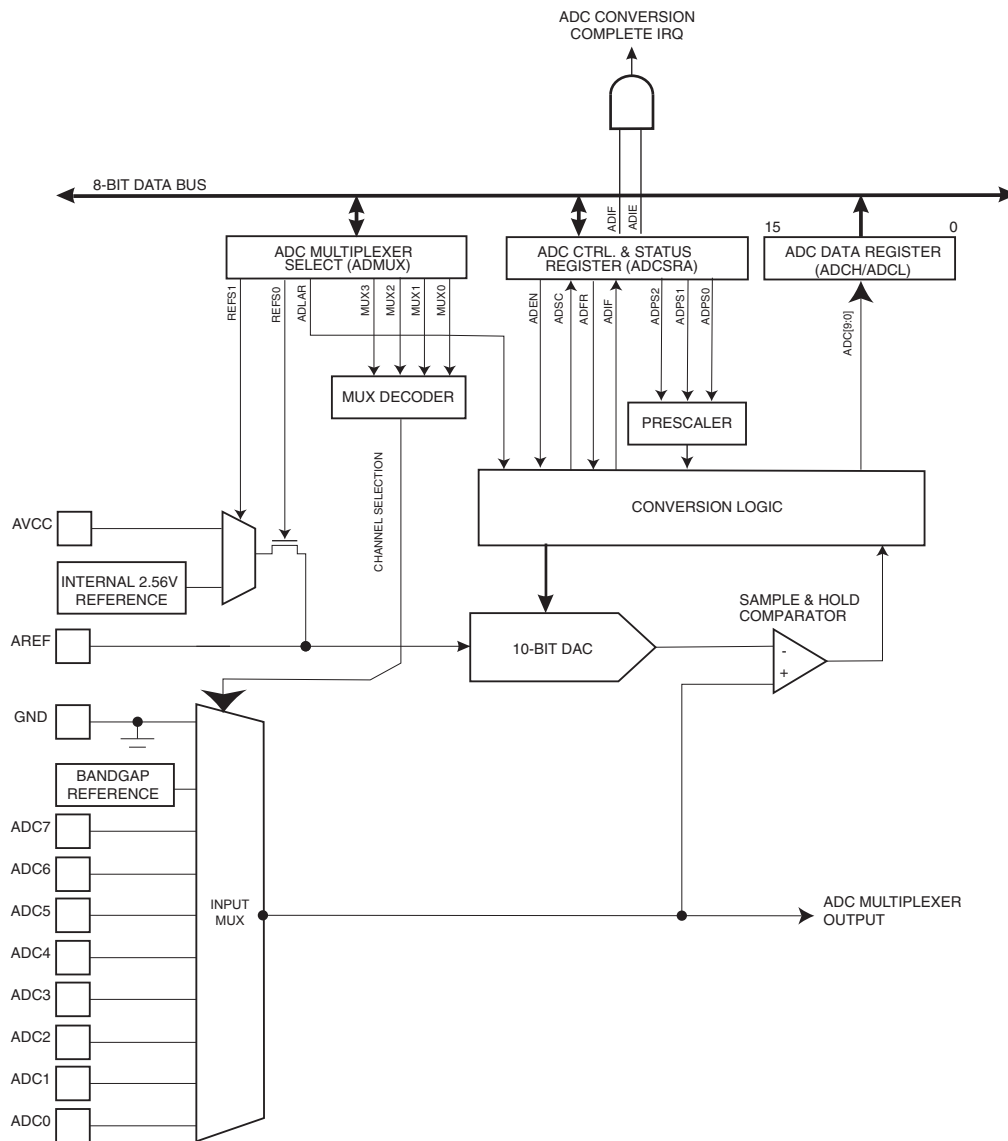 ADC CONVERSION
COMPLETE IRQ
8-BIT DATA BUS
ADIF
ADIE
15
0
ADC MULTIPLEXER
SELECT (ADMUX)
ADC CTRL. & STATUS
REGISTER (ADCSRA)
ADC DATA REGISTER
(ADCH/ADCL)
REFS1
REFS0
ADLAR
MUX3
MUX2
MUX1
MUX0
ADEN
ADSC
ADFR
ADIF
ADPS2
ADPS1
ADPS0
ADC[9:0]
MUX DECODER
PRESCALER
CHANNEL SELECTION
CONVERSION LOGIC
AVCC
INTERNAL 2.56V
REFERENCE
SAMPLE & HOLD
COMPARATOR
AREF
10-BIT DAC
-
+
GND
BANDGAP
REFERENCE
ADC7
ADC6
ADC5
INPUT
MUX
ADC MULTIPLEXER
OUTPUT
ADC4
ADC3
ADC2
ADC1
ADC0